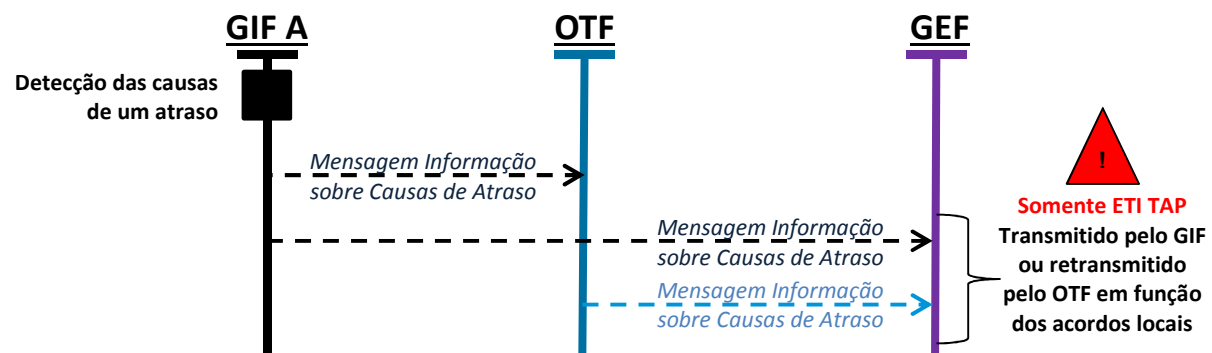 GIF A
OTF
GEF
Detecção das causas
de um atraso
Mensagem Informação
sobre Causas de Atraso
Mensagem Informação
sobre Causas de Atraso
Mensagem Informação
sobre Causas de Atraso
!
Somente ETI TAP
Transmitido pelo GIF
ou retransmitido
pelo OTF em função
dos acordos locais